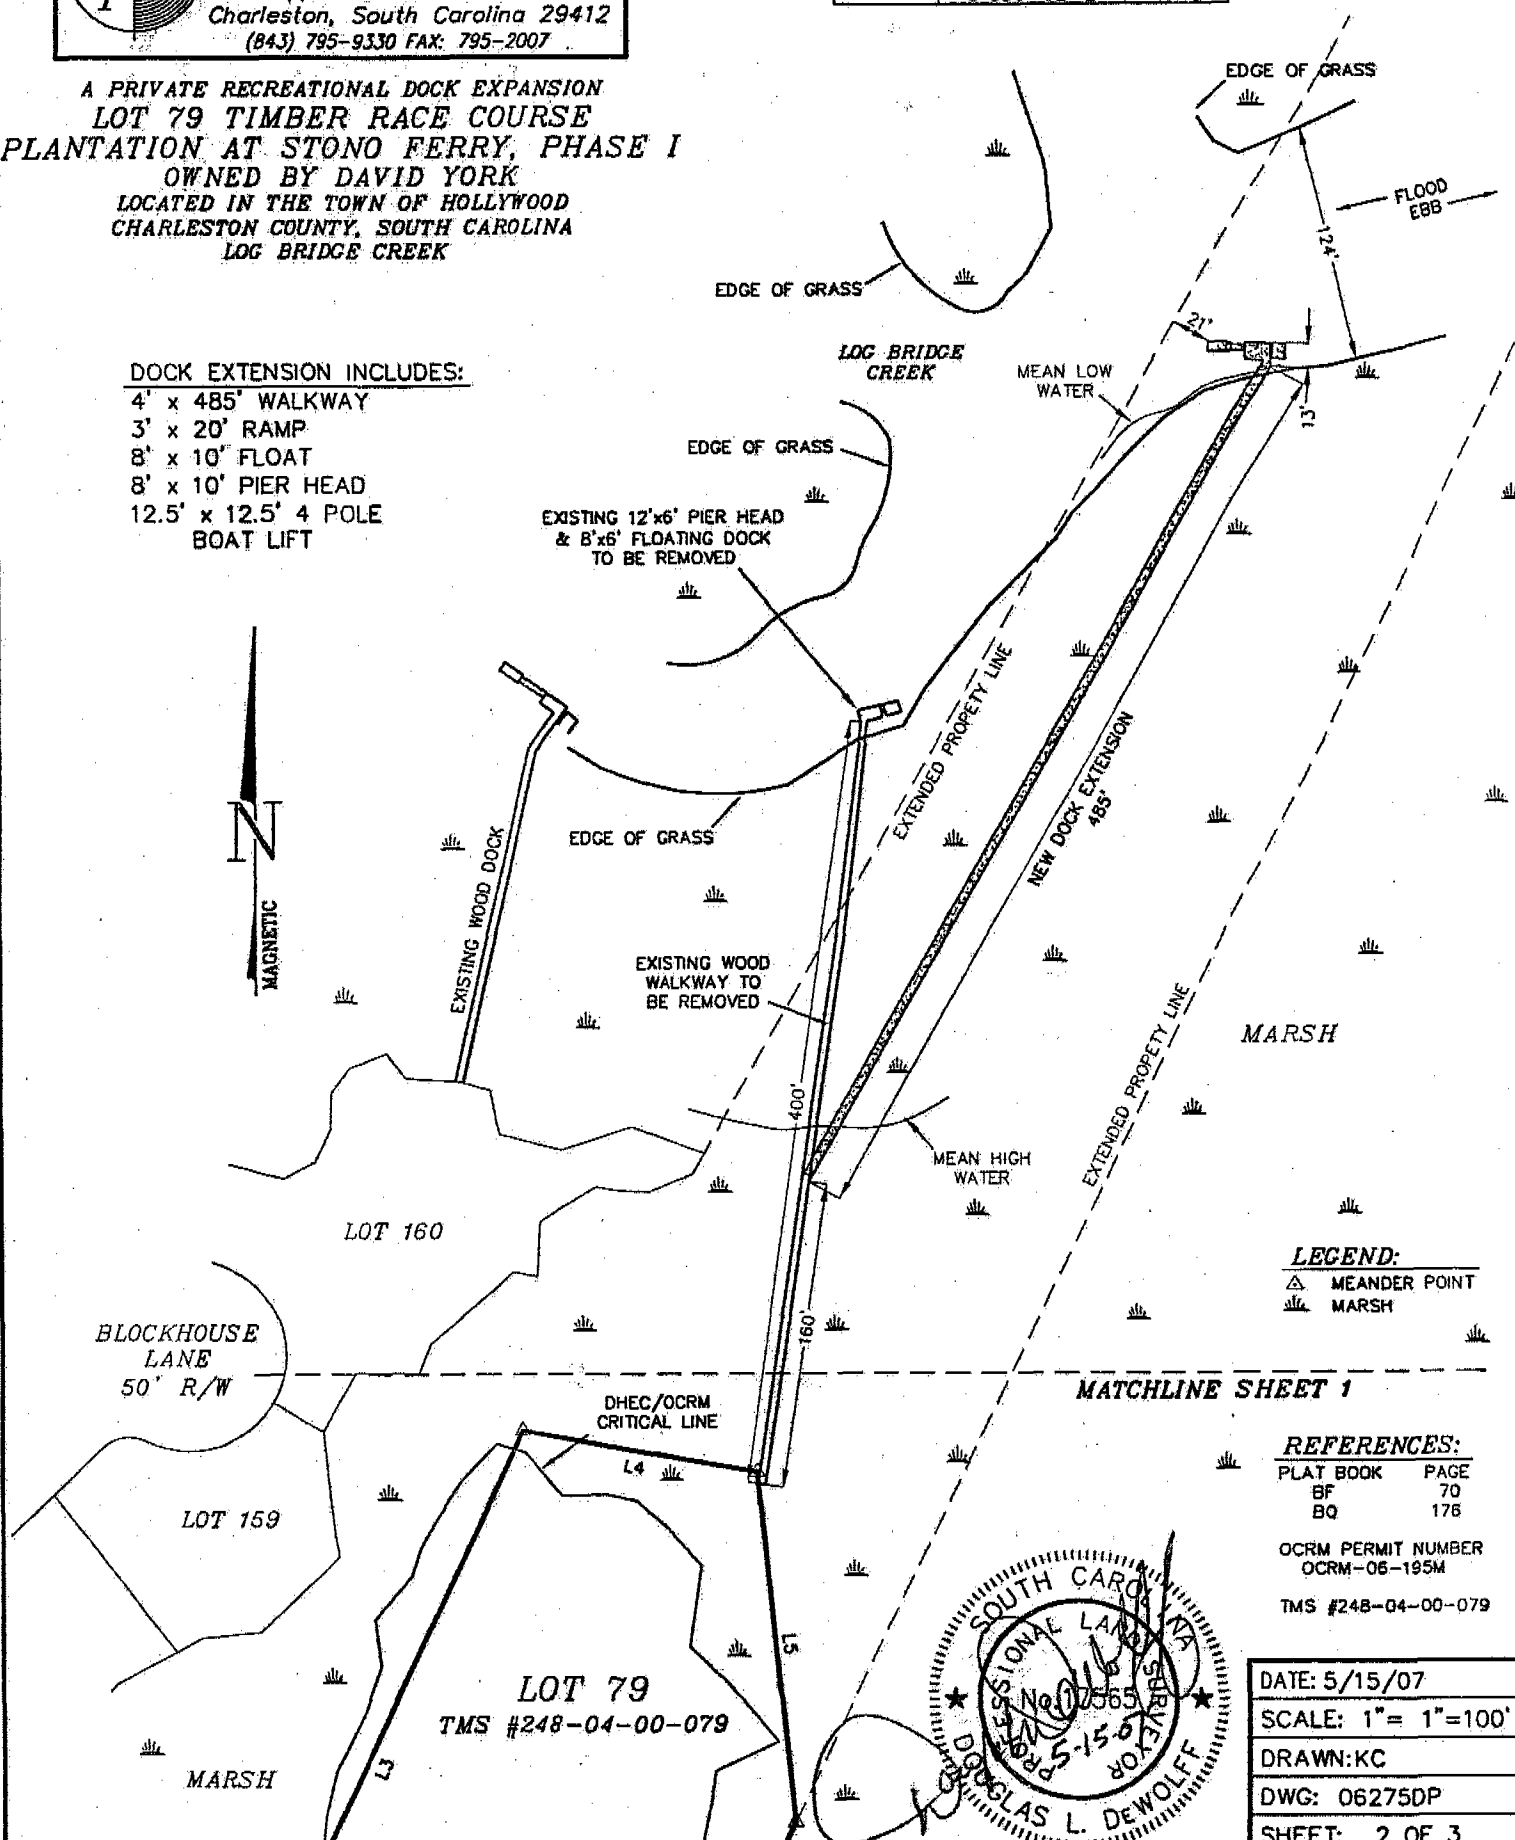 Charleston, South Carolina 29412
(843) 795-9330 FAX: 795-2007
A PRIVATE RECREATIONAL DOCK EXPANSION
LOT 79 TIMBER RACE COURSE
PLANTATION AT STONO FERRY, PHASE I
OWNED BY DAVID YORK
LOCATED IN THE TOWN OF HOLLYWOOD
CHARLESTON COUNTY, SOUTH CAROLINA
LOG BRIDGE CREEK
EDGE OF GRASS
FLOOD
EBB
124'
EDGE OF GRASS
21'
13'
LOG BRIDGE
CREEK
MEAN LOW
WATER
DOCK EXTENSION INCLUDES:
4' x 485' WALKWAY
3' x 20' RAMP
8' x 10' FLOAT
8' x 10' PIER HEAD
12.5' x 12.5' 4 POLE
BOAT LIFT
EDGE OF GRASS
EXISTING 12'x6' PIER HEAD
& 8'x6' FLOATING DOCK
TO BE REMOVED
EXTENDED PROPETY LINE
NEW DOCK EXTENSION
485'
N
MAGNETIC
EDGE OF GRASS
EXISTING WOOD DOCK
EXISTING WOOD
WALKWAY TO
BE REMOVED
MARSH
EXTENDED PROPETY LINE
400'
MEAN HIGH
WATER
LOT 160
160'
LEGEND:
MEANDER POINT
MARSH
BLOCKHOUSE
LANE
50' R/W
MATCHLINE SHEET 1
DHEC/OCRM
CRITICAL LINE
L4
REFERENCES:
PLAT BOOK PAGE
BF 70
BQ 176
OCRM PERMIT NUMBER
OCRM-06-195M
TMS #248-04-00-079
LOT 159
L5
LOT 79
TMS #248-04-00-079
L3
MARSH
SOUTH CAROLINA
PROFESSIONAL LAND SURVEYOR
No. 12565
5-15-07
DOUGLAS L. DeWOLFF
DATE: 5/15/07
SCALE: 1"= 1"=100'
DRAWN:KC
DWG: 06275DP
SHEET: 2 OF 3